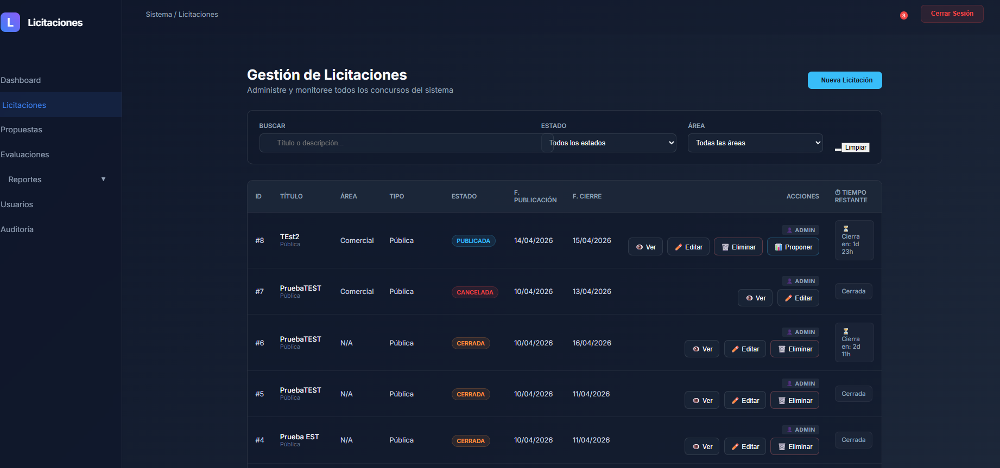 L Licitaciones
Sistema / Licitaciones
3
Cerrar Sesión
Dashboard
Licitaciones
Propuestas
Evaluaciones
Reportes ▼
Usuarios
Auditoría
Gestión de Licitaciones
Administre y monitoree todos los concursos del sistema
Nueva Licitación
BUSCAR ESTADO ÁREA
Título o descripción... Todos los estados Todas las áreas Limpiar
ID TÍTULO ÁREA TIPO ESTADO F. PUBLICACIÓN F. CIERRE ACCIONES ⏱ TIEMPO RESTANTE
#8 TEst2 Comercial Pública PUBLICADA 14/04/2026 15/04/2026
Pública
ADMIN
Ver Editar Eliminar Proponer
⏳
Cierra
en: 1d
23h
#7 PruebaTEST Comercial Pública CANCELADA 10/04/2026 13/04/2026
Pública
ADMIN
Ver Editar
Cerrada
#6 PruebaTEST N/A Pública CERRADA 10/04/2026 16/04/2026
Pública
ADMIN
Ver Editar Eliminar
⏳
Cierra
en: 2d
11h
#5 PruebaTEST N/A Pública CERRADA 10/04/2026 11/04/2026
Pública
ADMIN
Ver Editar Eliminar
Cerrada
#4 Prueba EST N/A Pública CERRADA 10/04/2026 11/04/2026
Pública
ADMIN
Ver Editar Eliminar
Cerrada